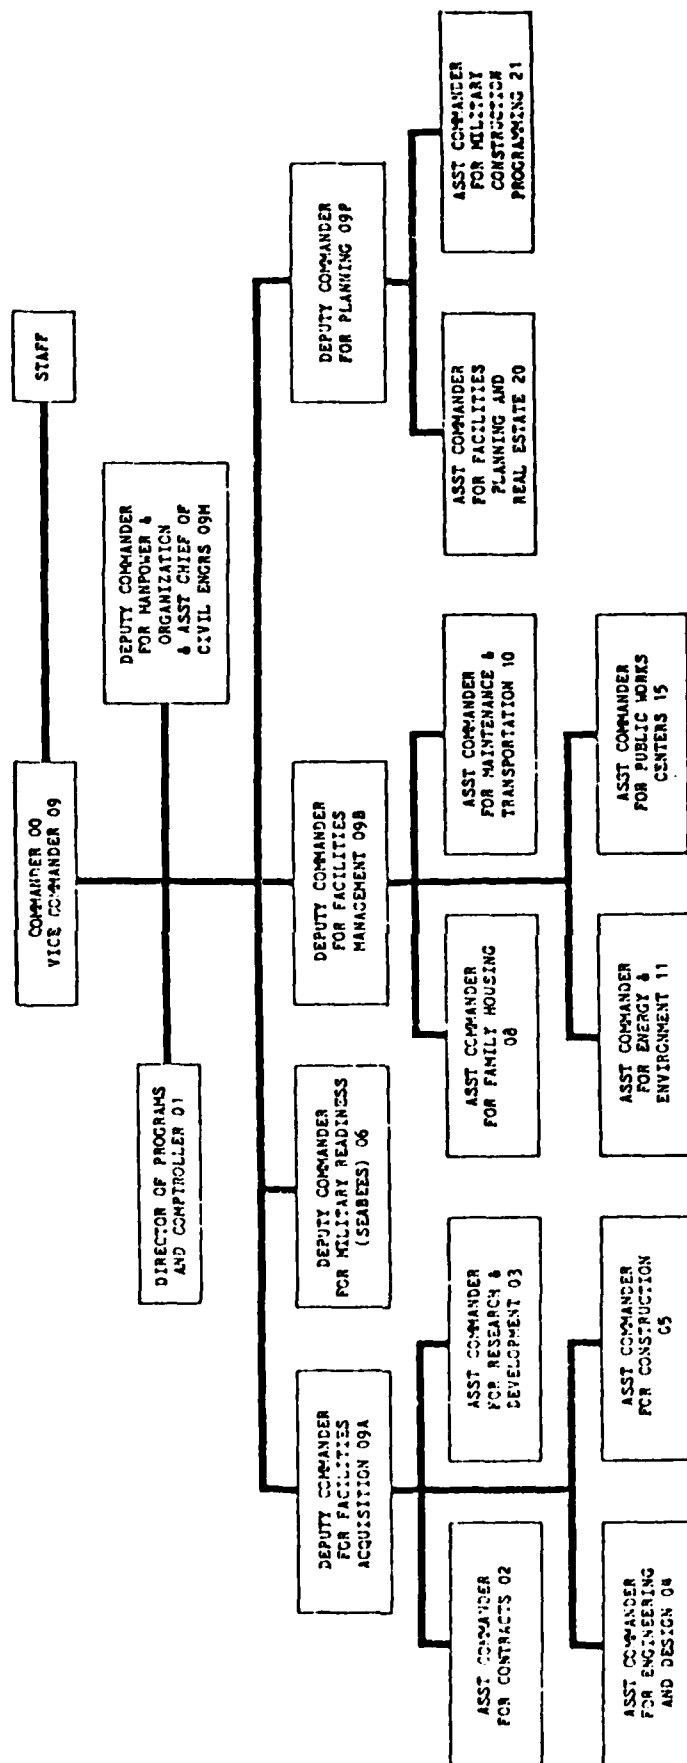 COMMANDER 00
VICE COMMANDER 09
STAFF
DIRECTOR OF PROGRAMS
AND COMPTROLLER 01
DEPUTY COMMANDER
FOR MANPOWER &
ORGANIZATION
& ASST CHIEF OF
CIVIL ENGRS 09M
DEPUTY COMMANDER
FOR FACILITIES
ACQUISITION 09A
DEPUTY COMMANDER
FOR MILITARY READINESS
(SEABEES) 06
DEPUTY COMMANDER
FOR FACILITIES
MANAGEMENT 09B
DEPUTY COMMANDER
FOR PLANNING 09P
ASST COMMANDER
FOR CONTRACTS 02
ASST COMMANDER
FOR RESEARCH &
DEVELOPMENT 03
ASST COMMANDER
FOR FAMILY HOUSING
08
ASST COMMANDER
FOR MAINTENANCE &
TRANSPORTATION 10
ASST COMMANDER
FOR FACILITIES
PLANNING AND
REAL ESTATE 20
ASST COMMANDER
FOR MILITARY
CONSTRUCTION
PROGRAMMING 21
ASST COMMANDER
FOR ENGINEERING
AND DESIGN 04
ASST COMMANDER
FOR CONSTRUCTION
05
ASST COMMANDER
FOR ENERGY &
ENVIRONMENT 11
ASST COMMANDER
FOR PUBLIC WORKS
CENTERS 15